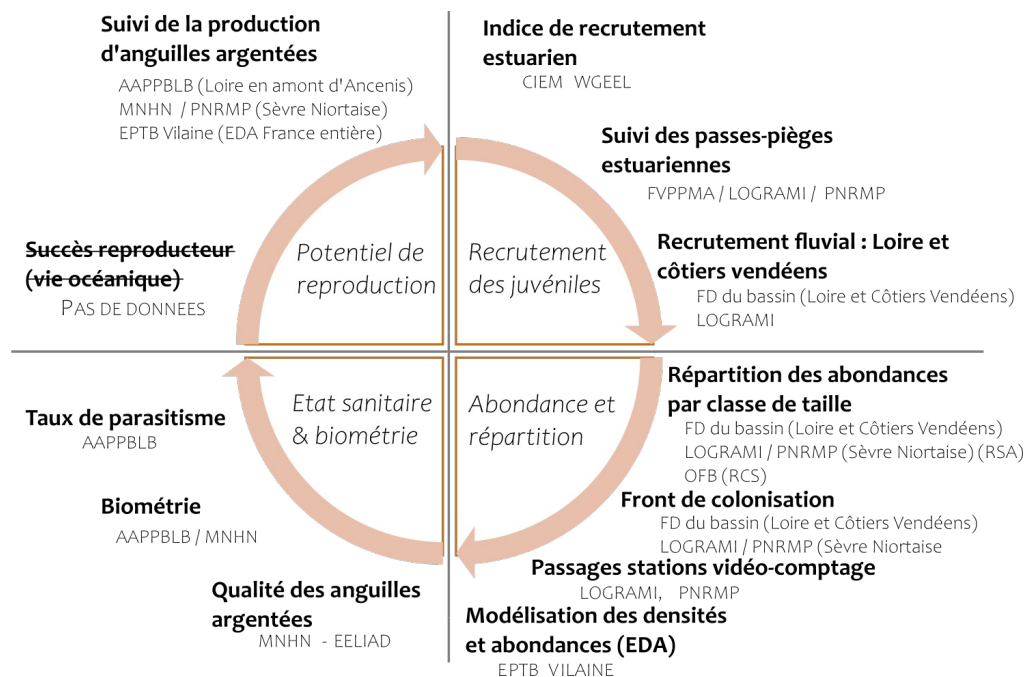 Suivi de la production
d'anguilles argentées
AAPPBLB (Loire en amont d'Ancenis)
MNHN / PNRMP (Sèvre Niortaise)
EPTB Vilaine (EDA France entière)
Indice de recrutement
estuarien
CIEM WGEEL
Suivi des passes-pièges
estuariennes
FVPPMA / LOGRAMI / PNRMP
Recrutement fluvial : Loire et
côtiers vendéens
FD du bassin (Loire et Côtiers Vendéens)
LOGRAMI
Succès reproducteur
(vie océanique)
PAS DE DONNEES
Potentiel de
reproduction
Recrutement
des juvéniles
Etat sanitaire
& biométrie
Abondance et
répartition
Répartition des abondances
par classe de taille
FD du bassin (Loire et Côtiers Vendéens)
LOGRAMI / PNRMP (Sèvre Niortaise) (RSA)
OFB (RCS)
Front de colonisation
FD du bassin (Loire et Côtiers Vendéens)
LOGRAMI / PNRMP (Sèvre Niortaise
Passages stations vidéo-comptage
LOGRAMI, PNRMP
Modélisation des densités
et abondances (EDA)
EPTB VILAINE
Taux de parasitisme
AAPPBLB
Biométrie
AAPPBLB / MNHN
Qualité des anguilles
argentées
MNHN - EELIAD